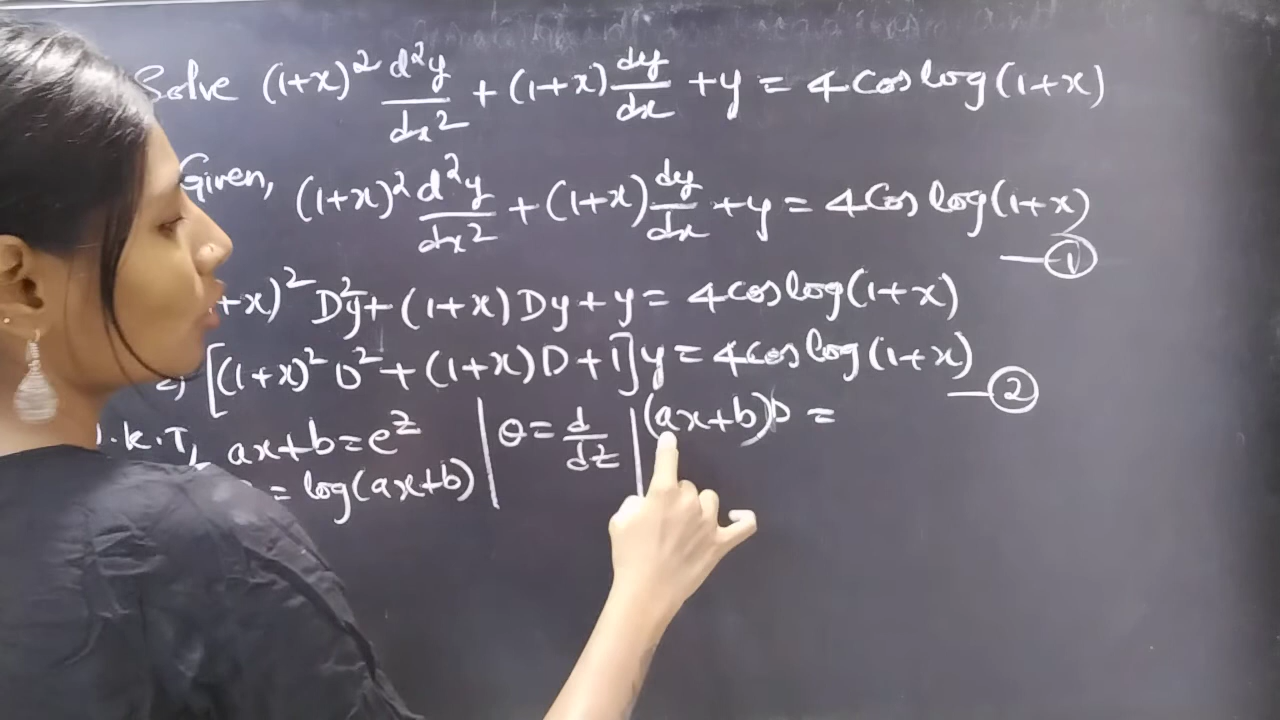 Solve (1+x)² d²y/dx² + (1+x) dy/dx + y = 4 Cos log(1+x)
Given, (1+x)² d²y/dx² + (1+x) dy/dx + y = 4 Cos log(1+x) —①
+x)² D²y + (1+x) Dy + y = 4 cos log(1+x)
[(1+x)² D² + (1+x) D + 1] y = 4 cos log(1+x) —②
.K.T, ax+b = e^z | θ = d/dz | (ax+b) D =
= log(ax+b)